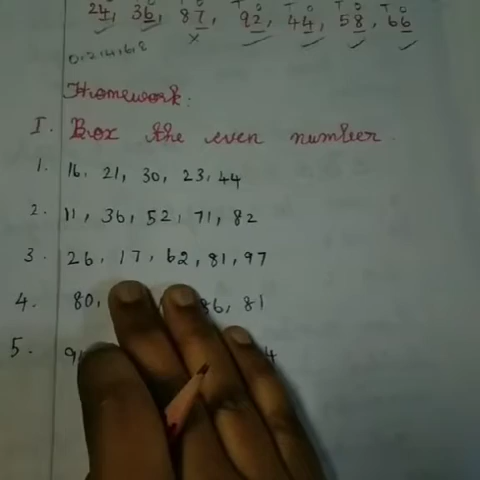 24, 36, 87, 92, 44, 58, 66
0,2,4,6,8
Homework:
I. Box the even number.
1. 16, 21, 30, 23, 44
2. 11, 36, 52, 71, 82
3. 26, 17, 62, 81, 97
4. 80, 86, 81
5.